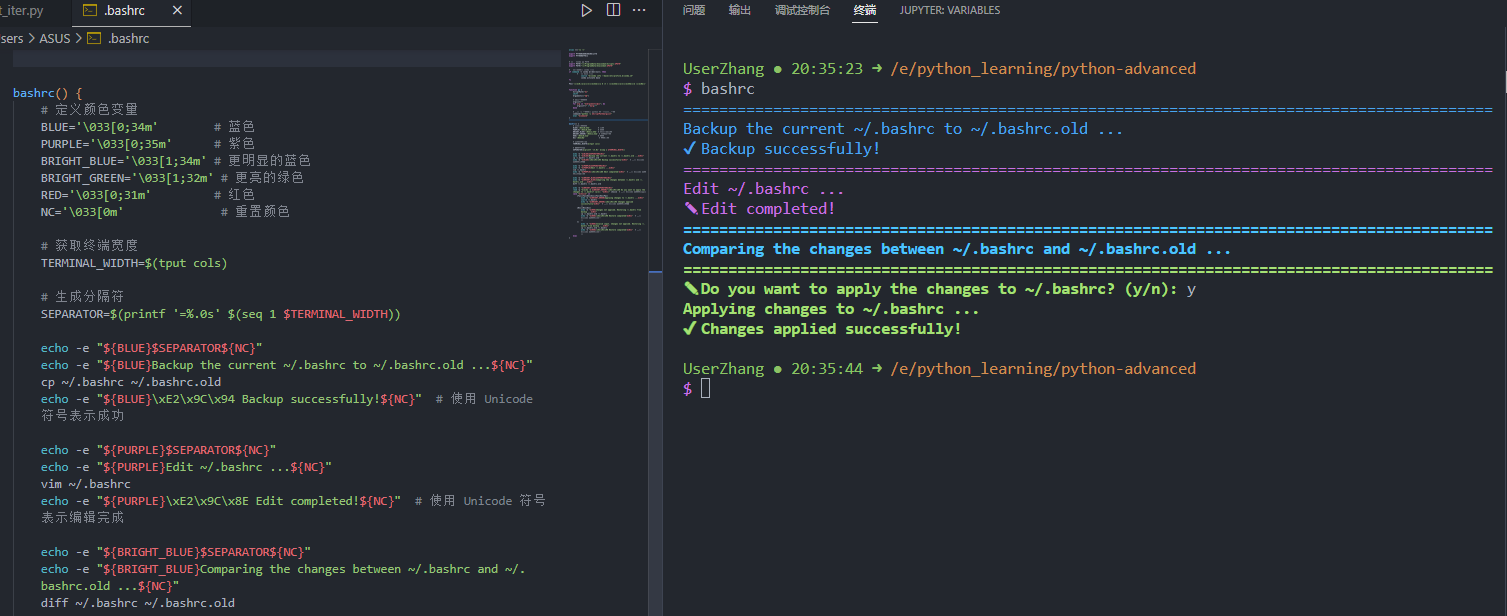 t_iter.py
.bashrc
sers > ASUS > .bashrc
bashrc() {
# 定义颜色变量
BLUE='\033[0;34m' # 蓝色
PURPLE='\033[0;35m' # 紫色
BRIGHT_BLUE='\033[1;34m' # 更明显的蓝色
BRIGHT_GREEN='\033[1;32m' # 更亮的绿色
RED='\033[0;31m' # 红色
NC='\033[0m' # 重置颜色
# 获取终端宽度
TERMINAL_WIDTH=$(tput cols)
# 生成分隔符
SEPARATOR=$(printf '=%.0s' $(seq 1 $TERMINAL_WIDTH))
echo -e "${BLUE}$SEPARATOR${NC}"
echo -e "${BLUE}Backup the current ~/.bashrc to ~/.bashrc.old ...${NC}"
cp ~/.bashrc ~/.bashrc.old
echo -e "${BLUE}\xE2\x9C\x94 Backup successfully!${NC}" # 使用 Unicode
符号表示成功
echo -e "${PURPLE}$SEPARATOR${NC}"
echo -e "${PURPLE}Edit ~/.bashrc ...${NC}"
vim ~/.bashrc
echo -e "${PURPLE}\xE2\x9C\x8E Edit completed!${NC}" # 使用 Unicode 符号
表示编辑完成
echo -e "${BRIGHT_BLUE}$SEPARATOR${NC}"
echo -e "${BRIGHT_BLUE}Comparing the changes between ~/.bashrc and ~/.
bashrc.old ...${NC}"
diff ~/.bashrc ~/.bashrc.old
问题 输出 调试控制台 终端 JUPYTER: VARIABLES
UserZhang ● 20:35:23 → /e/python_learning/python-advanced
$ bashrc
==========================================================================================
Backup the current ~/.bashrc to ~/.bashrc.old ...
✔ Backup successfully!
==========================================================================================
Edit ~/.bashrc ...
✎ Edit completed!
==========================================================================================
Comparing the changes between ~/.bashrc and ~/.bashrc.old ...
==========================================================================================
✎ Do you want to apply the changes to ~/.bashrc? (y/n): y
Applying changes to ~/.bashrc ...
✔ Changes applied successfully!
UserZhang ● 20:35:44 → /e/python_learning/python-advanced
$